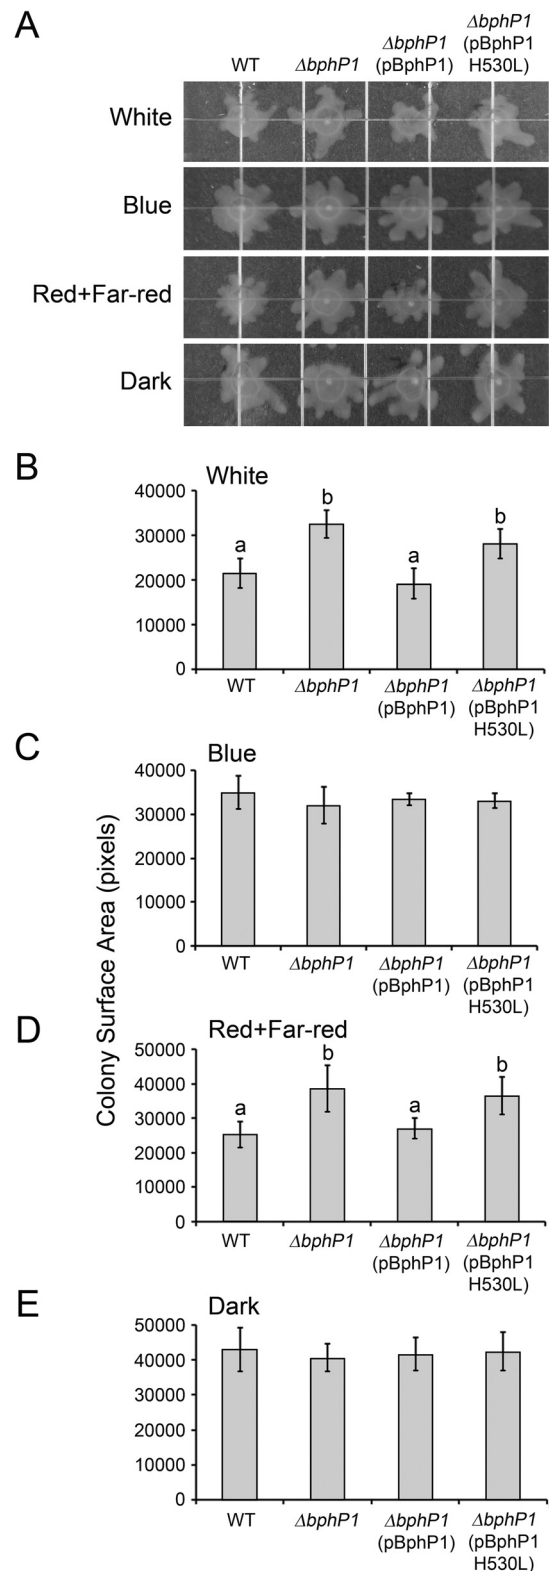 A
WT
ΔbphP1
ΔbphP1
(pBphP1)
ΔbphP1
(pBphP1
H530L)
White
Blue
Red+Far-red
Dark
B
White
40000
30000
20000
10000
0
a
b
a
b
WT
ΔbphP1
ΔbphP1
(pBphP1)
ΔbphP1
(pBphP1
H530L)
Colony Surface Area (pixels)
C
Blue
40000
30000
20000
10000
0
WT
ΔbphP1
ΔbphP1
(pBphP1)
ΔbphP1
(pBphP1
H530L)
D
Red+Far-red
50000
40000
30000
20000
10000
0
a
b
a
b
WT
ΔbphP1
ΔbphP1
(pBphP1)
ΔbphP1
(pBphP1
H530L)
E
Dark
50000
40000
30000
20000
10000
0
WT
ΔbphP1
ΔbphP1
(pBphP1)
ΔbphP1
(pBphP1
H530L)